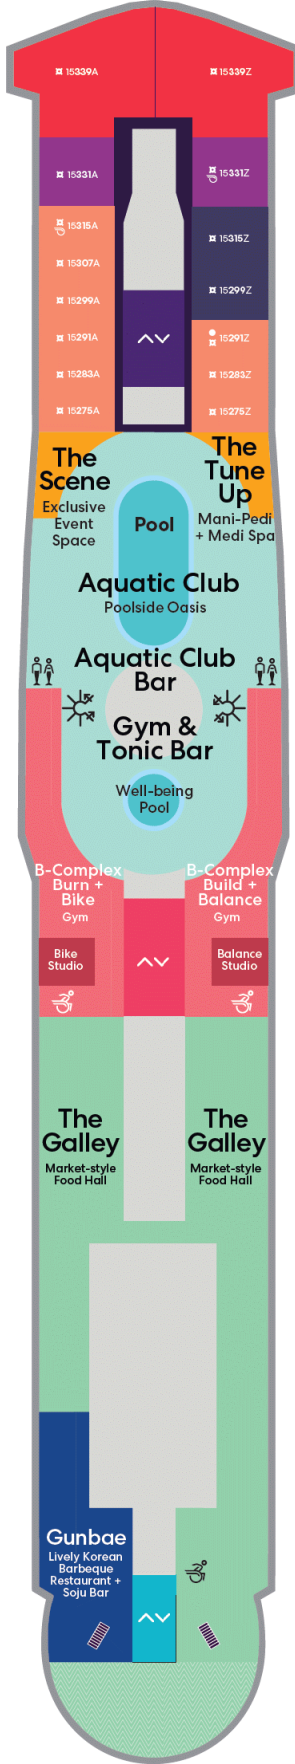 15339A
15339Z
15331A
15331Z
15315A
15315Z
15307A
15299A
15299Z
15291A
15291Z
15283A
15283Z
15275A
15275Z
The
Scene
Exclusive
Event
Space
The
Tune
Up
Mani-Pedi
+ Medi Spa
Pool
Aquatic Club
Poolside Oasis
Aquatic Club
Bar
Gym &
Tonic Bar
Well-being
Pool
B-Complex
Burn +
Bike
Gym
B-Complex
Build +
Balance
Gym
Bike
Studio
Balance
Studio
The
Galley
Market-style
Food Hall
The
Galley
Market-style
Food Hall
Gunbae
Lively Korean
Barbeque
Restaurant +
Soju Bar